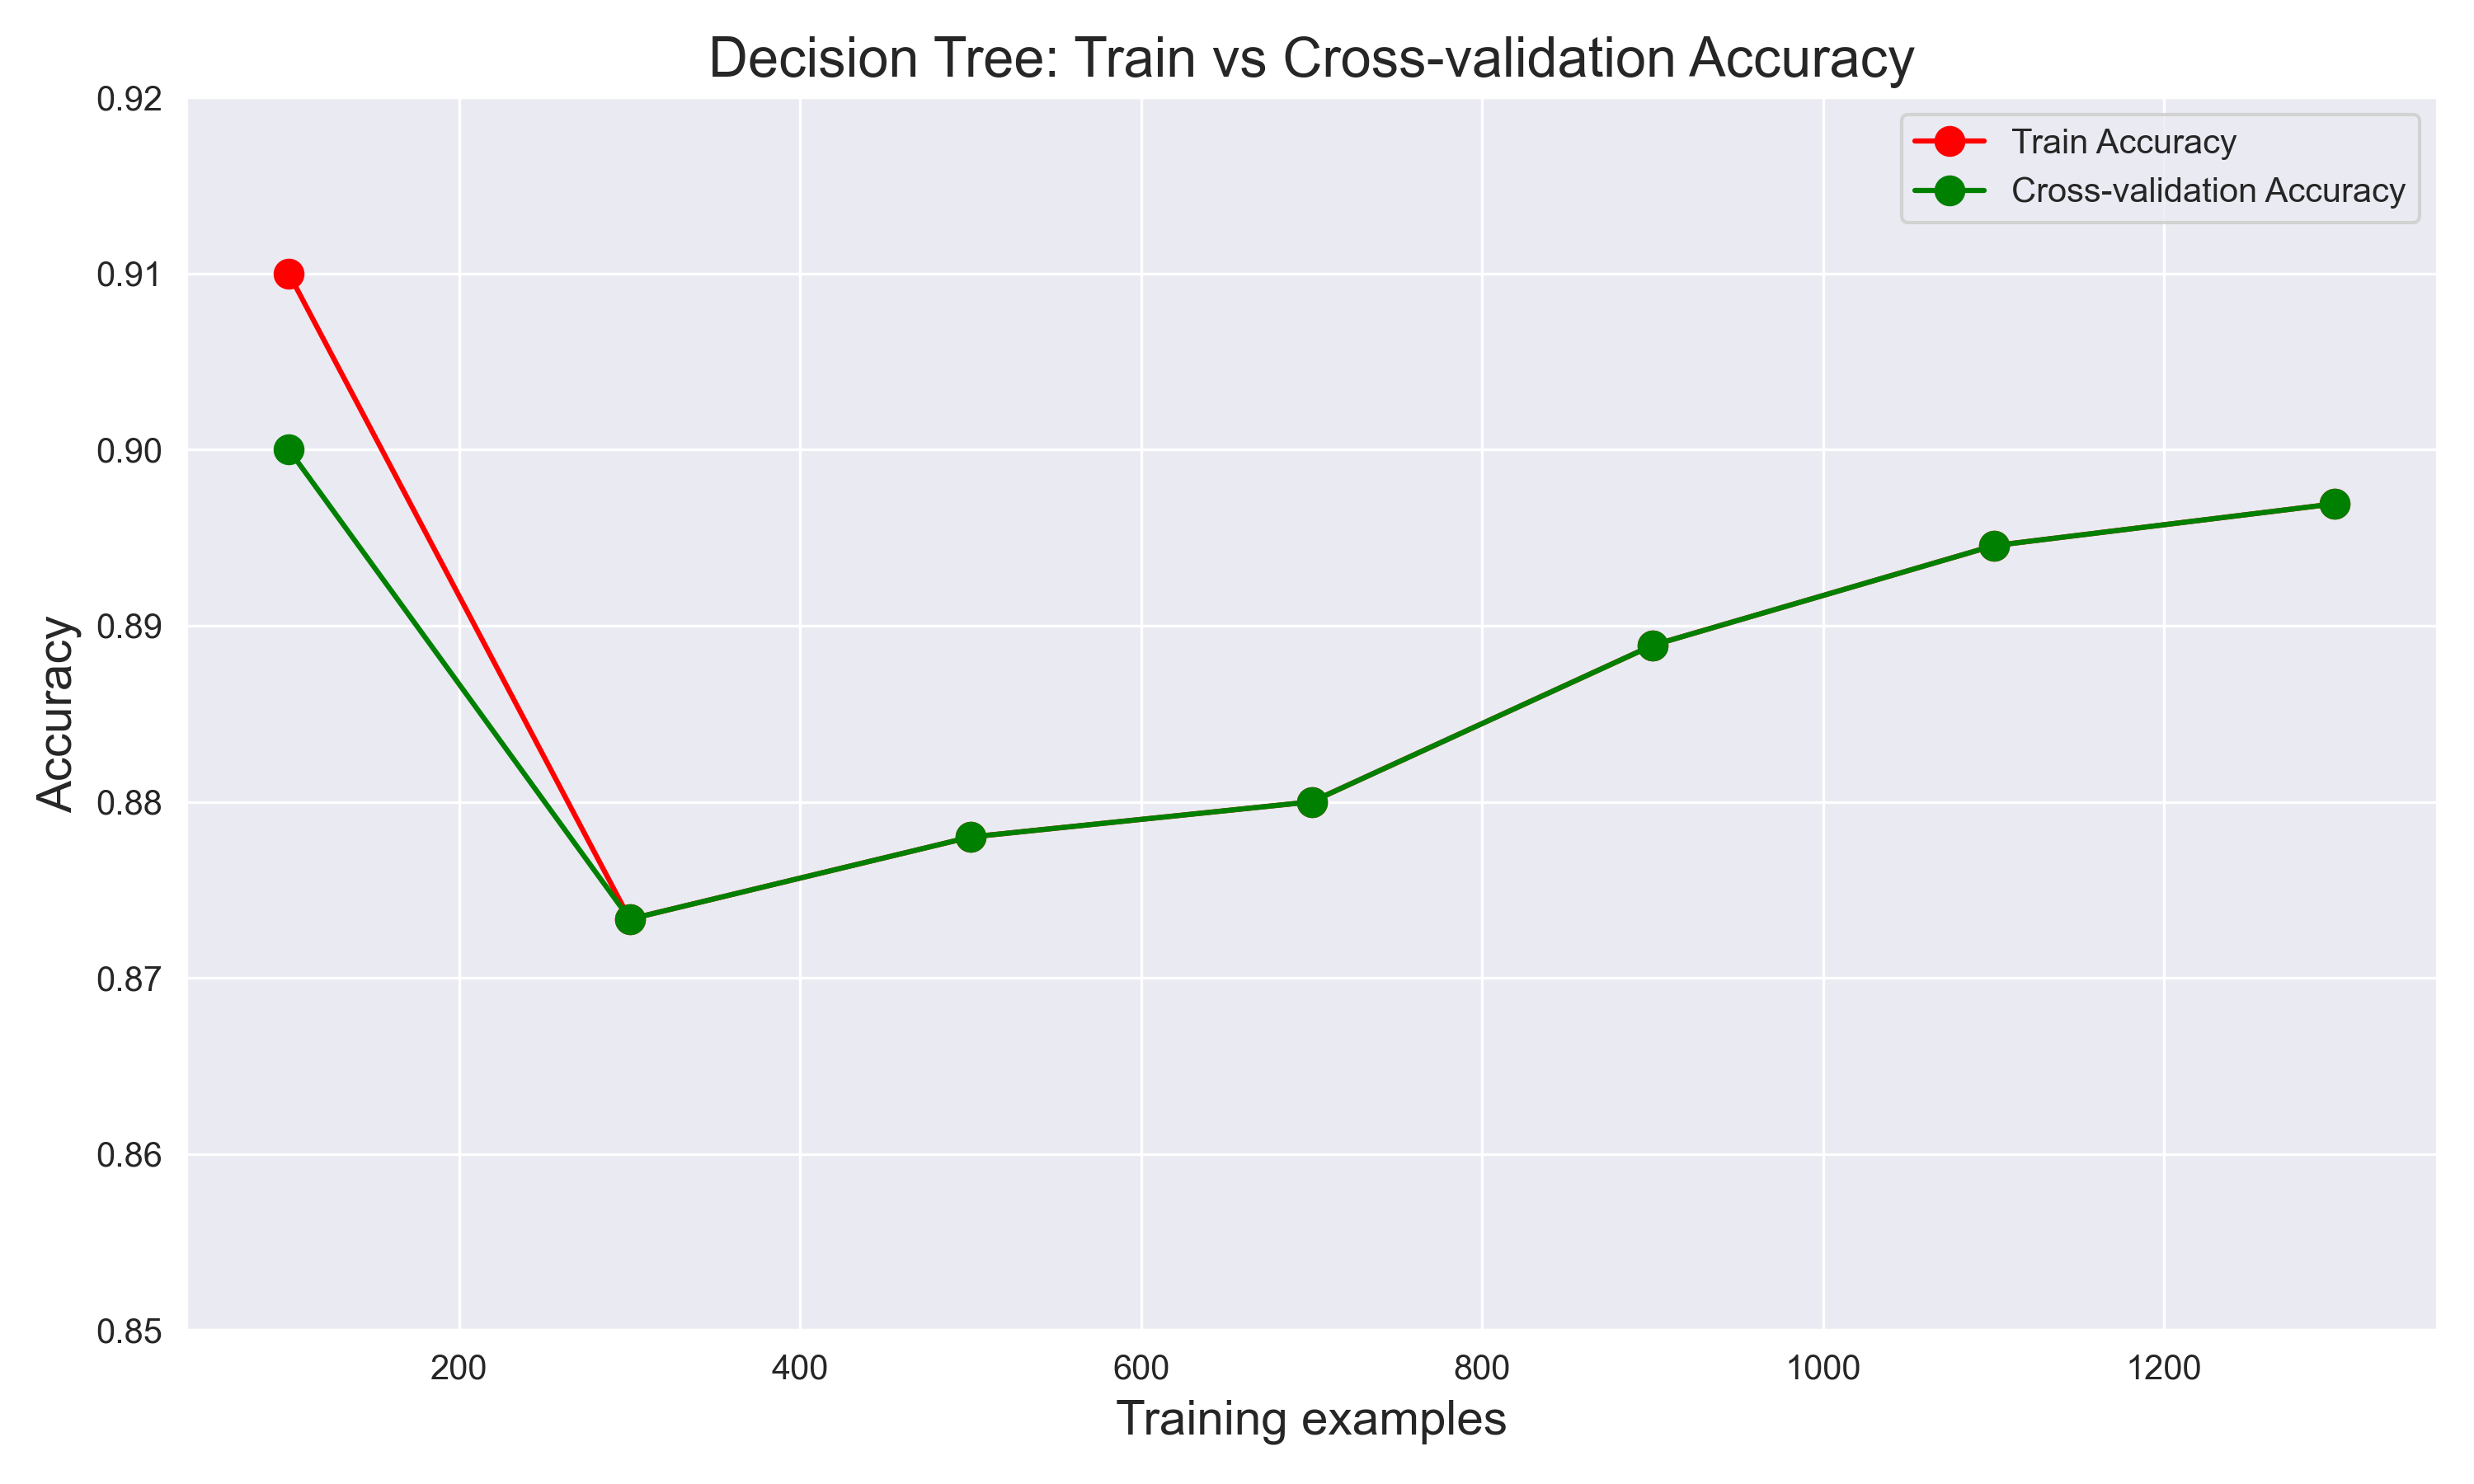 Decision Tree: Train vs Cross-validation Accuracy
0.92
0.91
0.90
0.89
0.88
0.87
0.86
0.85
Accuracy
Train Accuracy
Cross-validation Accuracy
200 400 600 800 1000 1200
Training examples